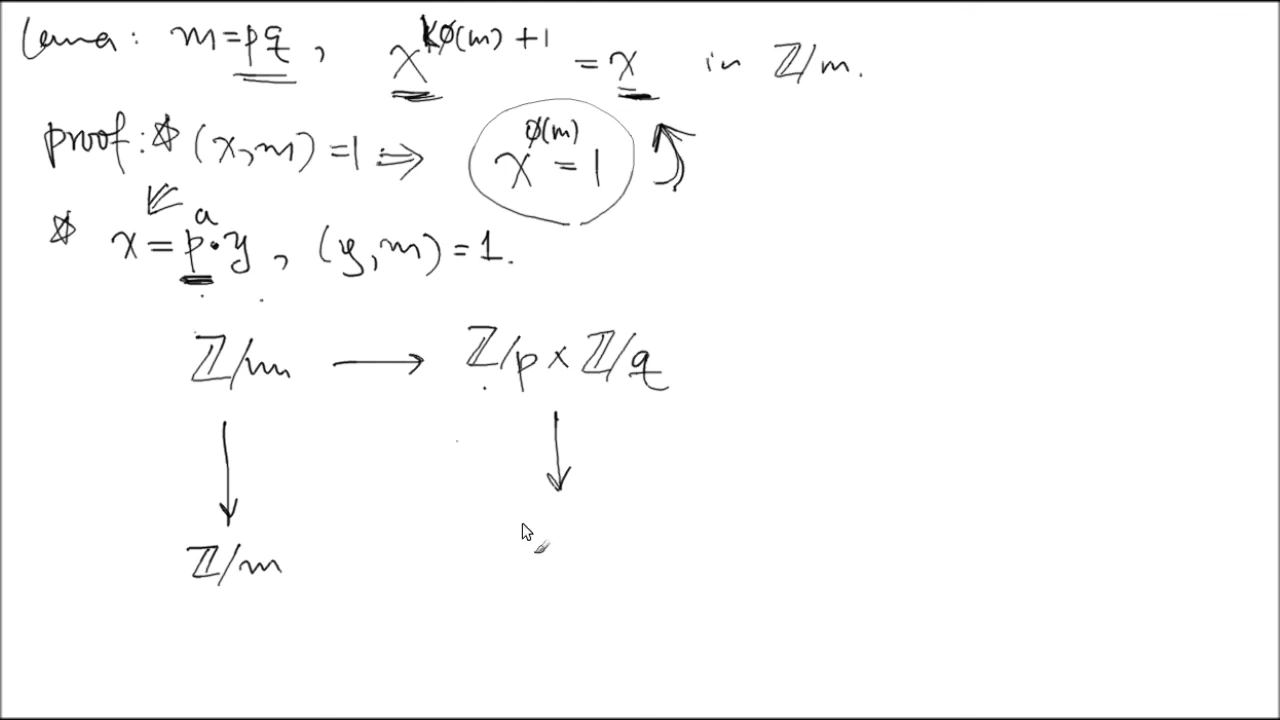 Lema: m=pq, x^{kφ(m)+1} = x in ℤ/m.
proof: ☆ (x,m)=1 ⇒ x^{φ(m)} = 1
☆ x = p^a·y, (y,m)=1.
ℤ/m → ℤ/p × ℤ/q
↓ ↓
ℤ/m